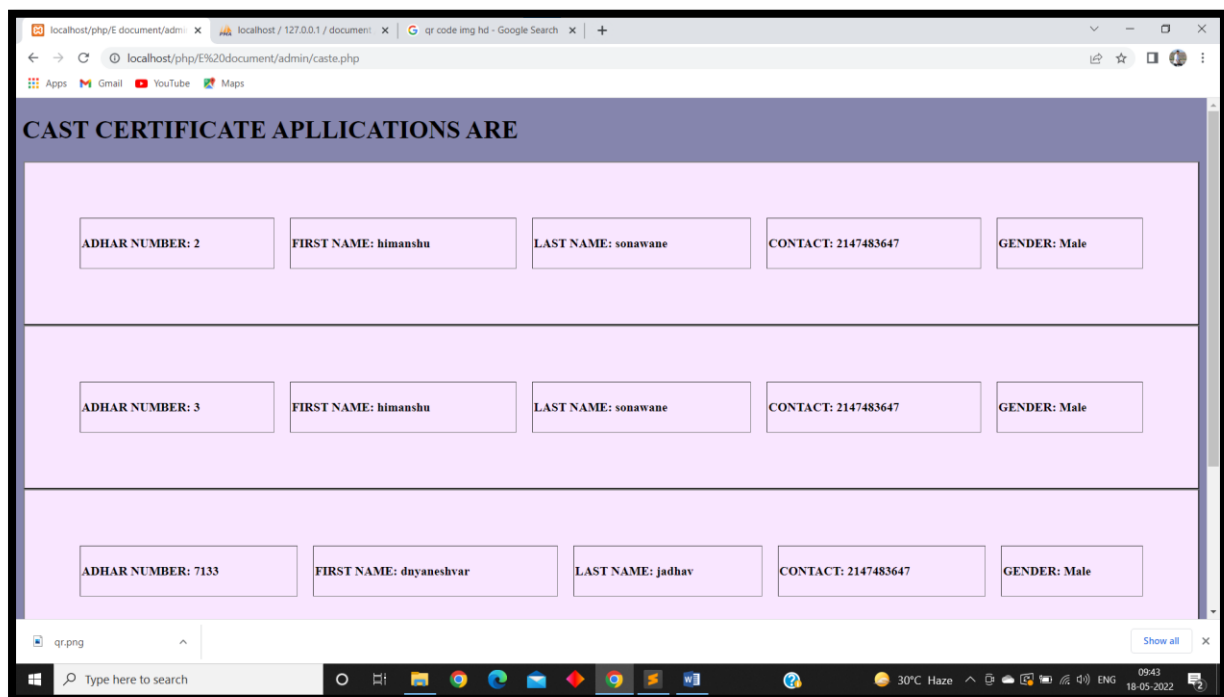 localhost/php/E document/admi
localhost / 127.0.0.1 / document
qr code img hd - Google Search
localhost/php/E%20document/admin/caste.php
Apps Gmail YouTube Maps
CAST CERTIFICATE APLLICATIONS ARE
ADHAR NUMBER: 2 FIRST NAME: himanshu LAST NAME: sonawane CONTACT: 2147483647 GENDER: Male
ADHAR NUMBER: 3 FIRST NAME: himanshu LAST NAME: sonawane CONTACT: 2147483647 GENDER: Male
ADHAR NUMBER: 7133 FIRST NAME: dnyaneshvar LAST NAME: jadhav CONTACT: 2147483647 GENDER: Male
qr.png Show all
Type here to search 30°C Haze ENG 09:43
18-05-2022 2